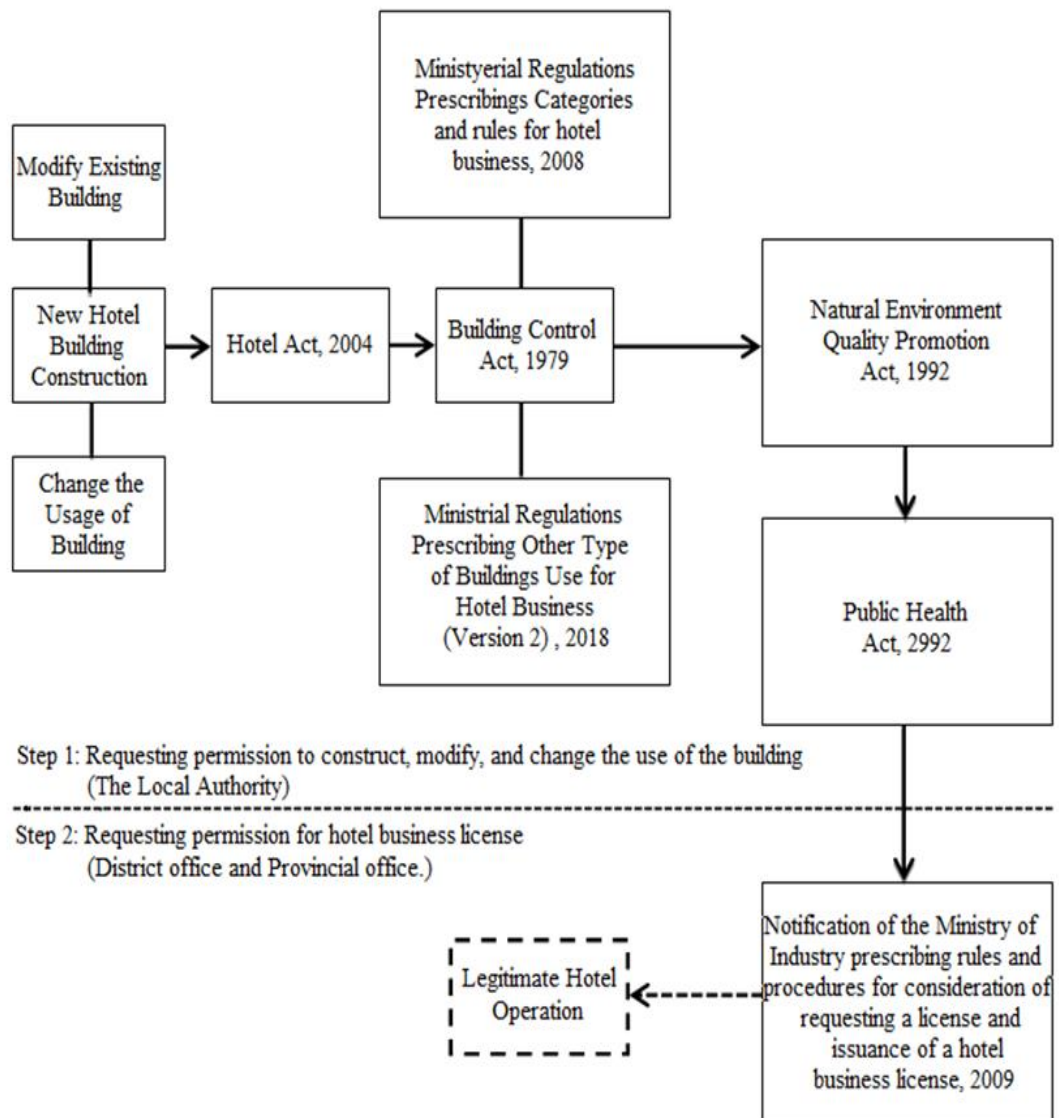 Ministyerial Regulations
Prescribings Categories
and rules for hotel
business, 2008
Modify Existing
Building
New Hotel
Building
Construction
Hotel Act, 2004
Building Control
Act, 1979
Natural Environment
Quality Promotion
Act, 1992
Change the
Usage of
Building
Ministrial Regulations
Prescribing Other Type
of Buildings Use for
Hotel Business
(Version 2) , 2018
Public Health
Act, 2992
Step 1: Requesting permission to construct, modify, and change the use of the building
(The Local Authority)
Step 2: Requesting permission for hotel business license
(District office and Provincial office.)
Notification of the Ministry of
Industry prescribing rules and
procedures for consideration of
requesting a license and
issuance of a hotel
business license, 2009
Legitimate Hotel
Operation